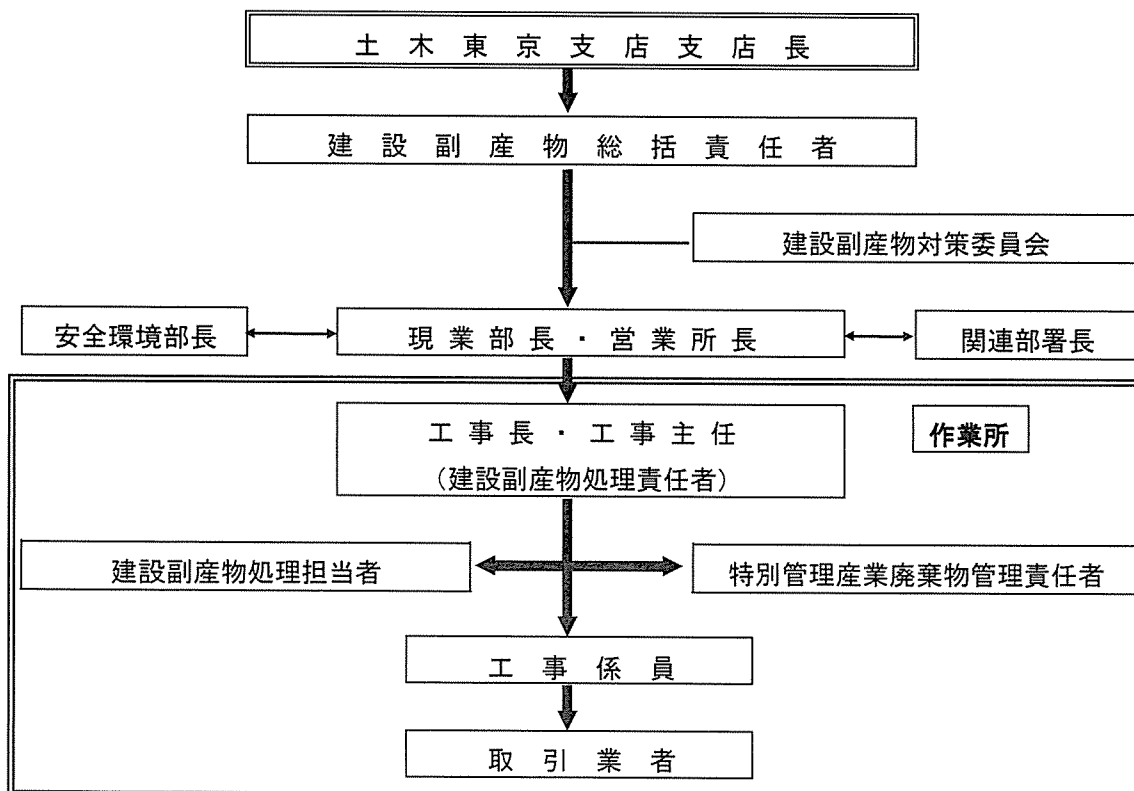 土木東京支店支店長
建設副産物総括責任者
建設副産物対策委員会
安全環境部長
現業部長・営業所長
関連部署長
工事長・工事主任
（建設副産物処理責任者）
作業所
建設副産物処理担当者
特別管理産業廃棄物管理責任者
工事係員
取引業者